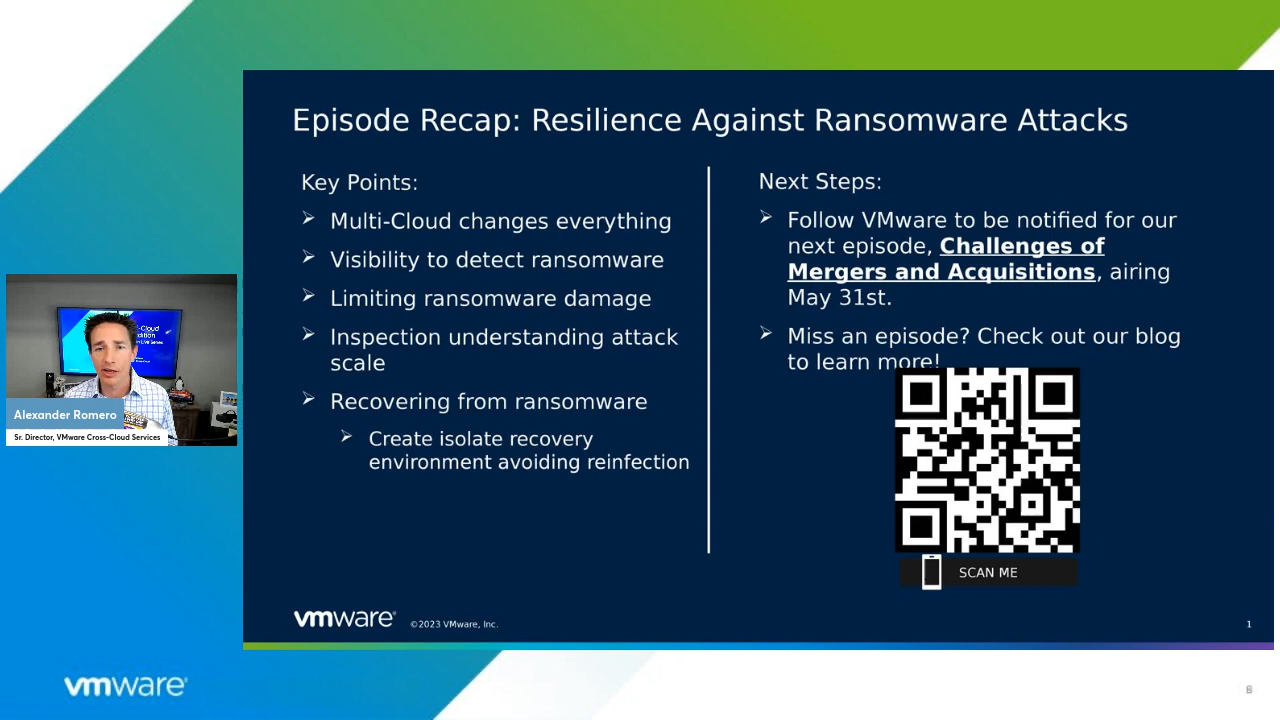 Episode Recap: Resilience Against Ransomware Attacks
Key Points:
Multi-Cloud changes everything
Visibility to detect ransomware
Limiting ransomware damage
Inspection understanding attack
scale
Recovering from ransomware
Create isolate recovery
environment avoiding reinfection
Next Steps:
Follow VMware to be notified for our
next episode, Challenges of
Mergers and Acquisitions, airing
May 31st.
Miss an episode? Check out our blog
to learn more!
SCAN ME
vmware®
©2023 VMware, Inc.
1
Alexander Romero
Sr. Director, VMware Cross-Cloud Services
vmware®